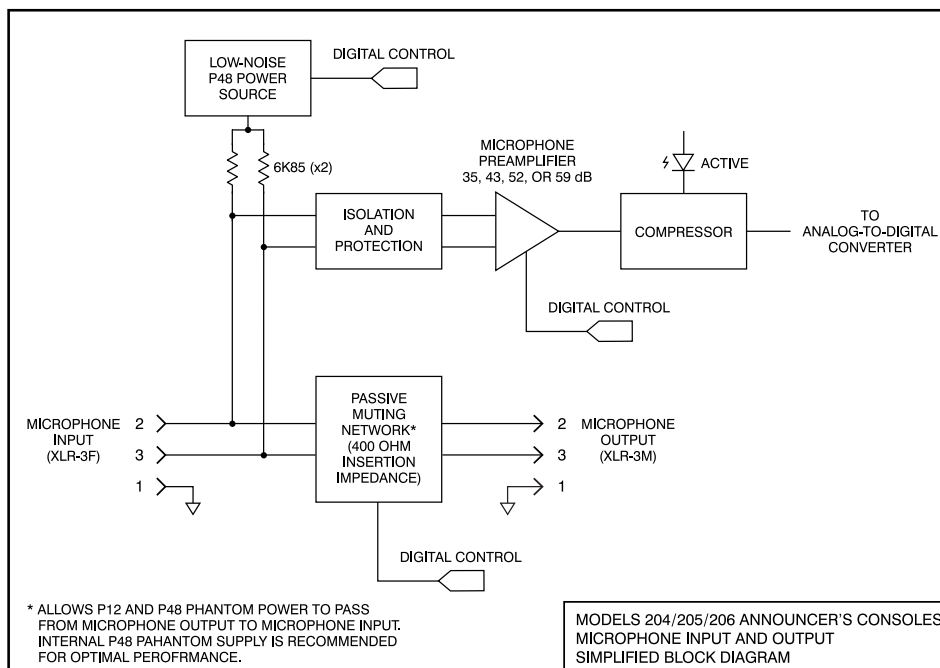 LOW-NOISE
P48 POWER
SOURCE
DIGITAL CONTROL
6K85 (x2)
MICROPHONE
PREAMPLIFIER
35, 43, 52, OR 59 dB
ACTIVE
ISOLATION
AND
PROTECTION
COMPRESSOR
TO
ANALOG-TO-DIGITAL
CONVERTER
DIGITAL CONTROL
MICROPHONE
INPUT
(XLR-3F)
2
3
1
PASSIVE
MUTING
NETWORK*
(400 OHM
INSERTION
IMPEDANCE)
2
3
1
MICROPHONE
OUTPUT
(XLR-3M)
DIGITAL CONTROL
* ALLOWS P12 AND P48 PHANTOM POWER TO PASS
FROM MICROPHONE OUTPUT TO MICROPHONE INPUT.
INTERNAL P48 PAHANTOM SUPPLY IS RECOMMENDED
FOR OPTIMAL PEROFRMANCE.
MODELS 204/205/206 ANNOUNCER'S CONSOLES
MICROPHONE INPUT AND OUTPUT
SIMPLIFIED BLOCK DIAGRAM